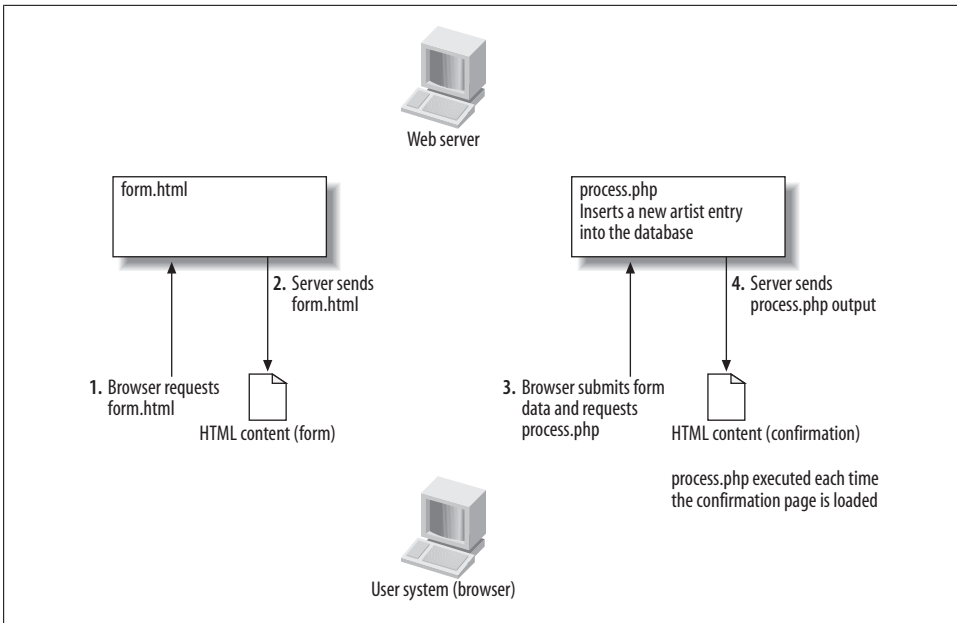 Web server
form.html
process.php
Inserts a new artist entry
into the database
2. Server sends
form.html
4. Server sends
process.php output
1. Browser requests
form.html
HTML content (form)
3. Browser submits form
data and requests
process.php
HTML content (confirmation)
process.php executed each time
the confirmation page is loaded
User system (browser)